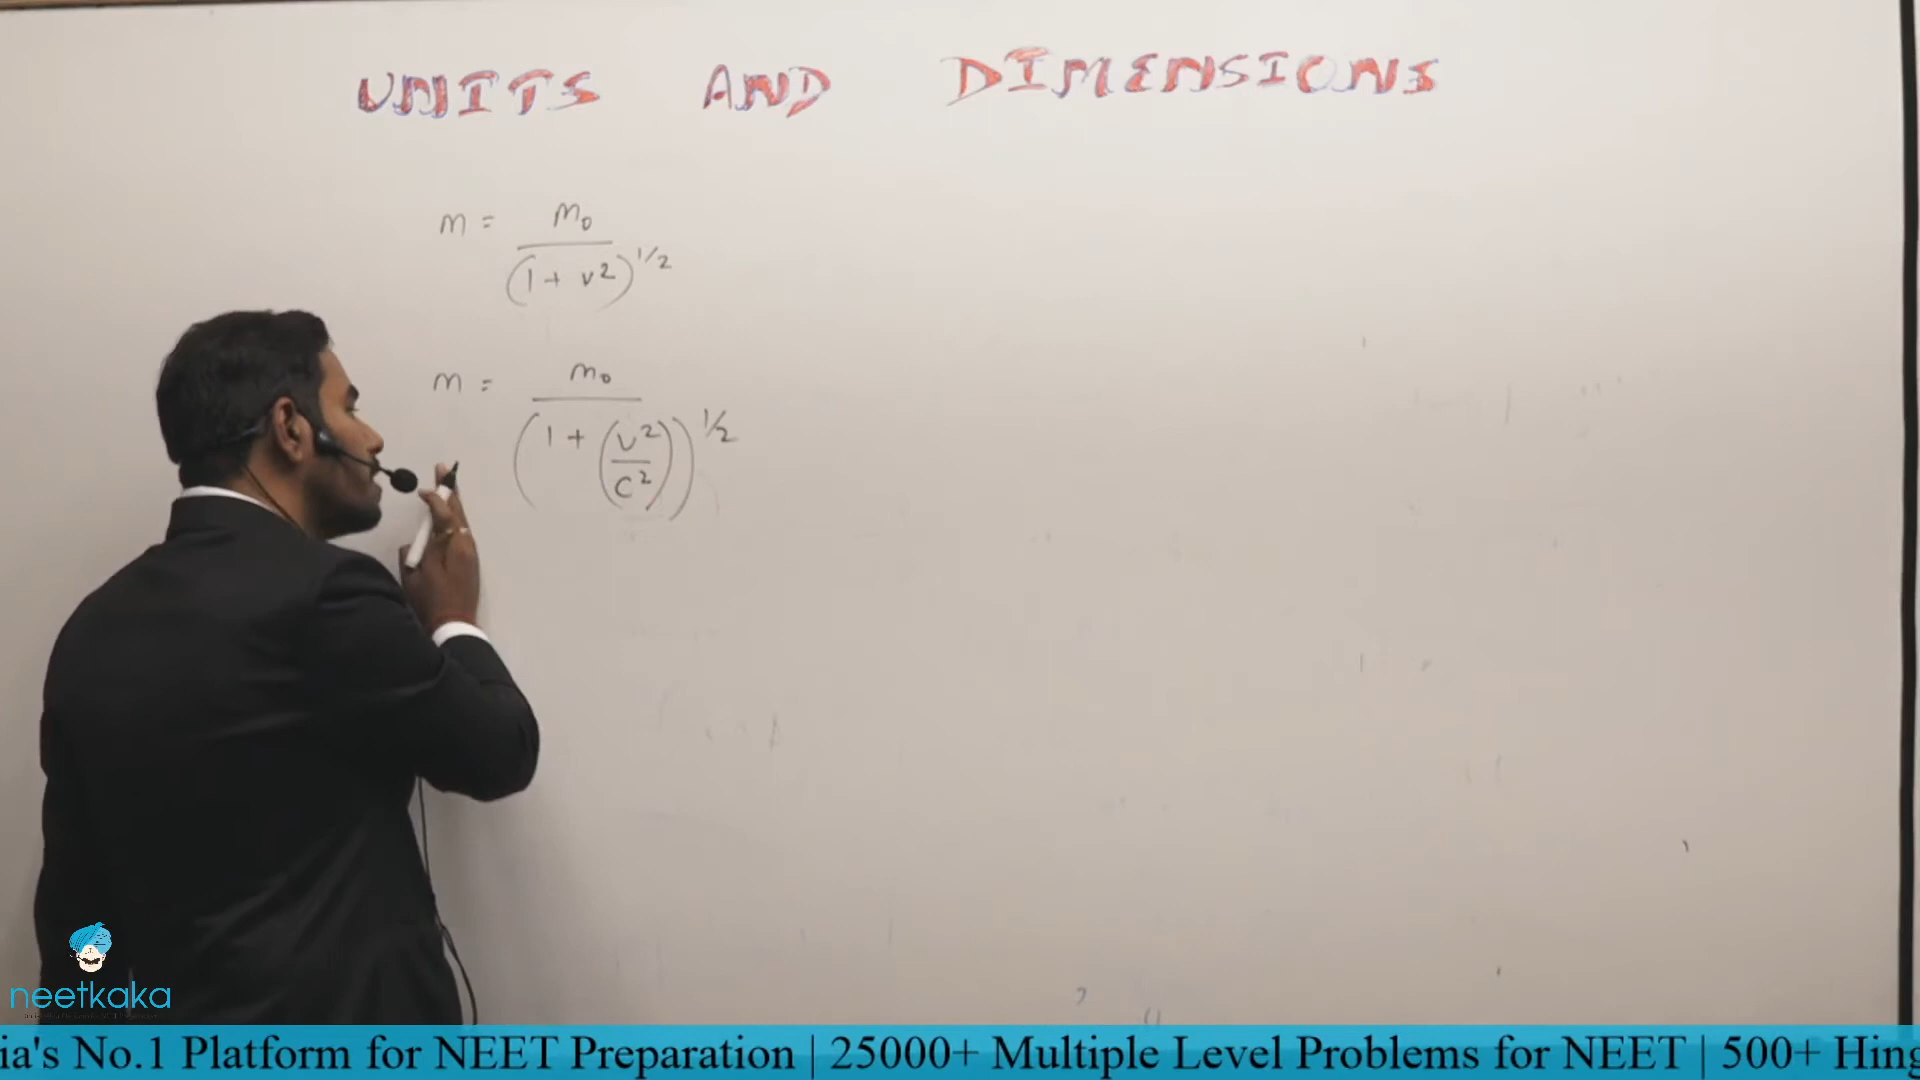 UNITS AND DIMENSIONS
m = m₀ / (1 + v²)^1/2
m = m₀ / (1 + (v²/c²))^1/2
neetkaka
ia's No.1 Platform for NEET Preparation | 25000+ Multiple Level Problems for NEET | 500+ Hing